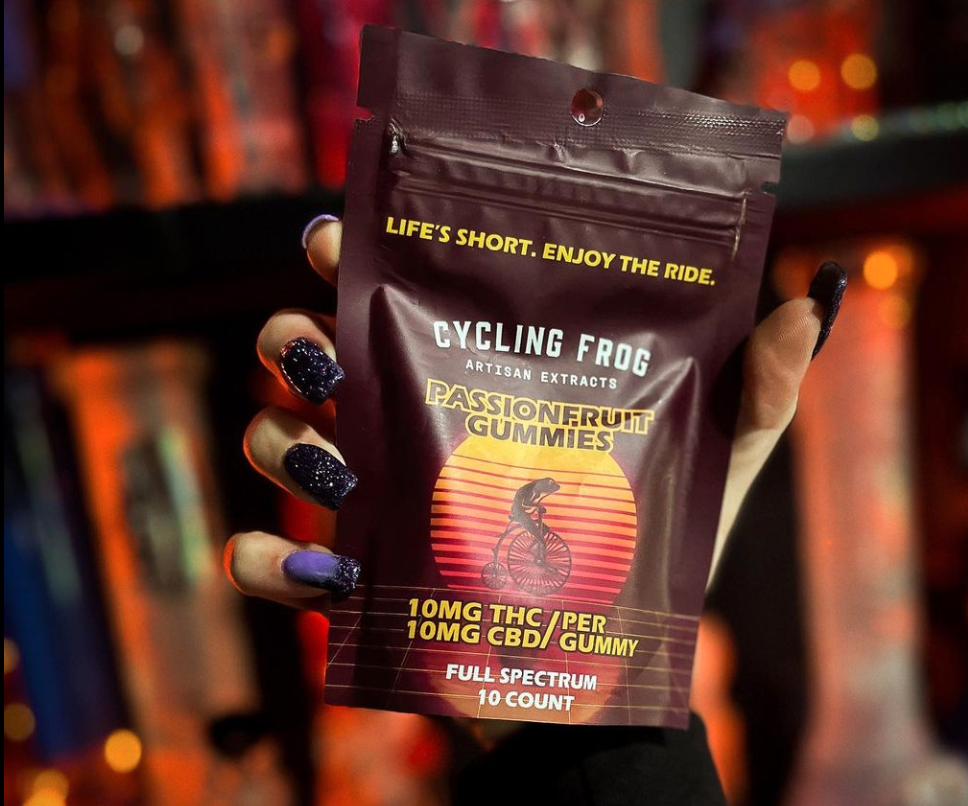 LIFE'S SHORT. ENJOY THE RIDE.
CYCLING FROG
ARTISAN EXTRACTS
PASSIONFRUIT
GUMMIES
10MG THC/PER
10MG CBD/GUMMY
FULL SPECTRUM
10 COUNT